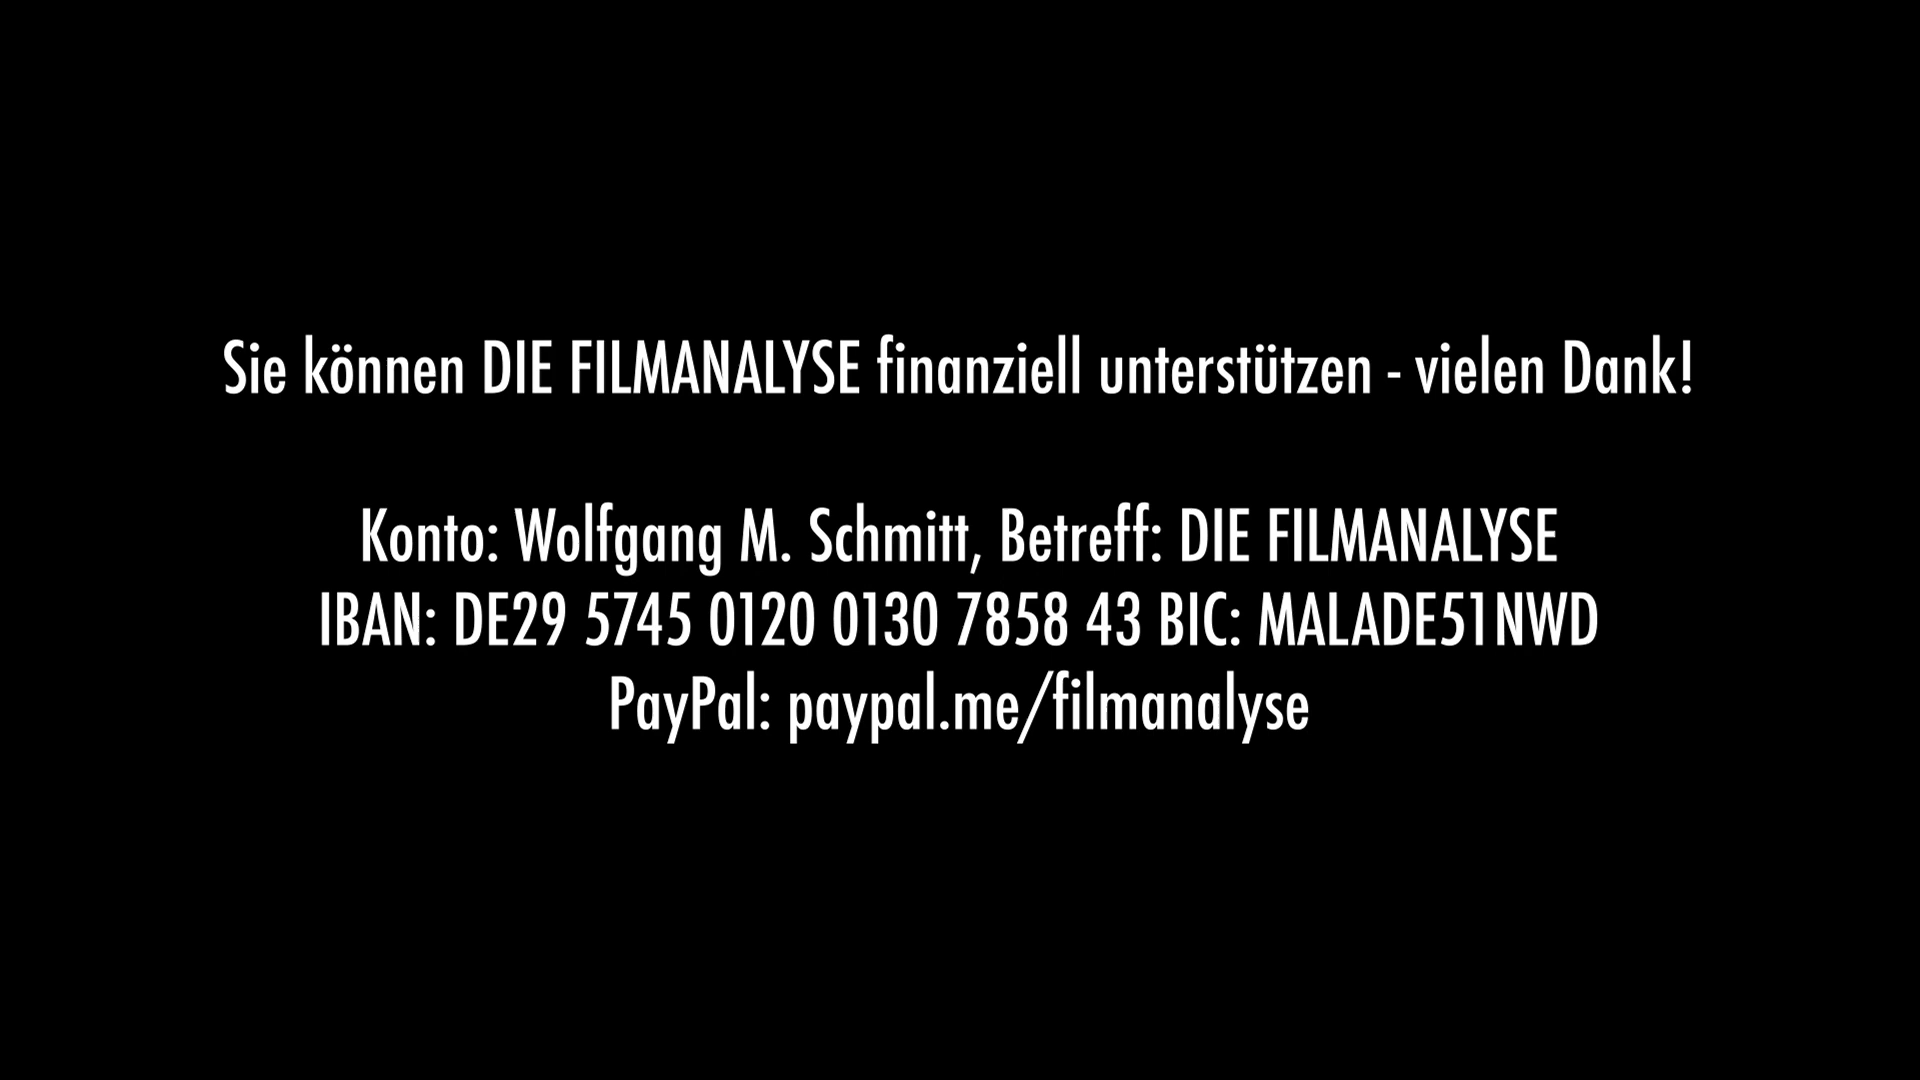 Sie können DIE FILMANALYSE finanziell unterstützen - vielen Dank!
Konto: Wolfgang M. Schmitt, Betreff: DIE FILMANALYSE
IBAN: DE29 5745 0120 0130 7858 43 BIC: MALADE51NWD
PayPal: paypal.me/filmanalyse